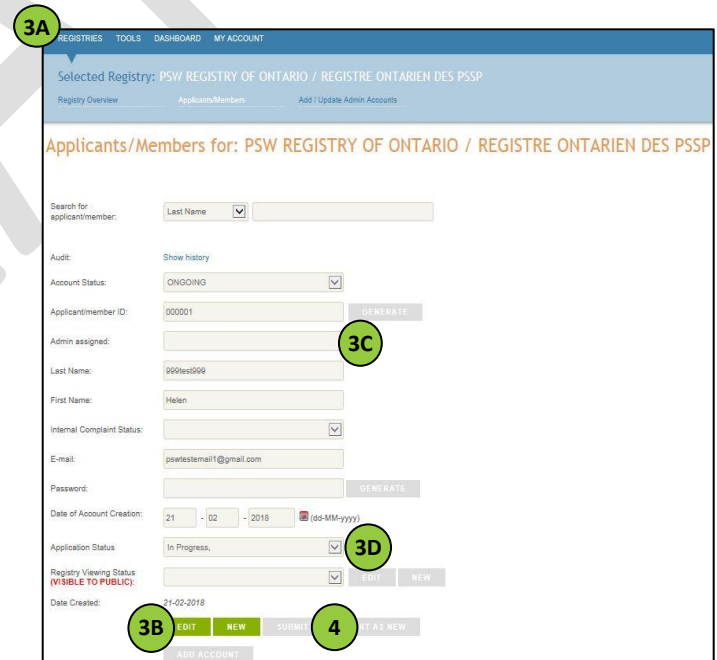 3A
REGISTRIES TOOLS DASHBOARD MY ACCOUNT
Selected Registry: PSW REGISTRY OF ONTARIO / REGISTRE ONTARIEN DES PSSP
Registry Overview Applicants/Members Add / Update Admin Accounts
Applicants/Members for: PSW REGISTRY OF ONTARIO / REGISTRE ONTARIEN DES PSSP
Search for
applicant/member: Last Name
Audit: Show history
Account Status: ONGOING
Applicant/member ID: 000001 GENERATE
Admin assigned: 3C
Last Name: 999test999
First Name: Helen
Internal Complaint Status:
E-mail: pswtestemail1@gmail.com
Password: GENERATE
Date of Account Creation: 21 - 02 - 2018 (dd-MM-yyyy)
Application Status In Progress, 3D
Registry Viewing Status
(VISIBLE TO PUBLIC): EDIT NEW
Date Created: 21-02-2018
3B EDIT NEW SUBMIT 4 AS NEW
ADD ACCOUNT